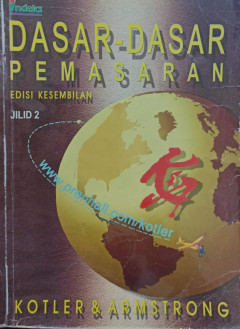 indeks
DASAR-DASAR
PEMASARAN
EDISI KESEMBILAN
JILID 2
www.prenhall.com/kotler
KOTLER & ARMSTRONG